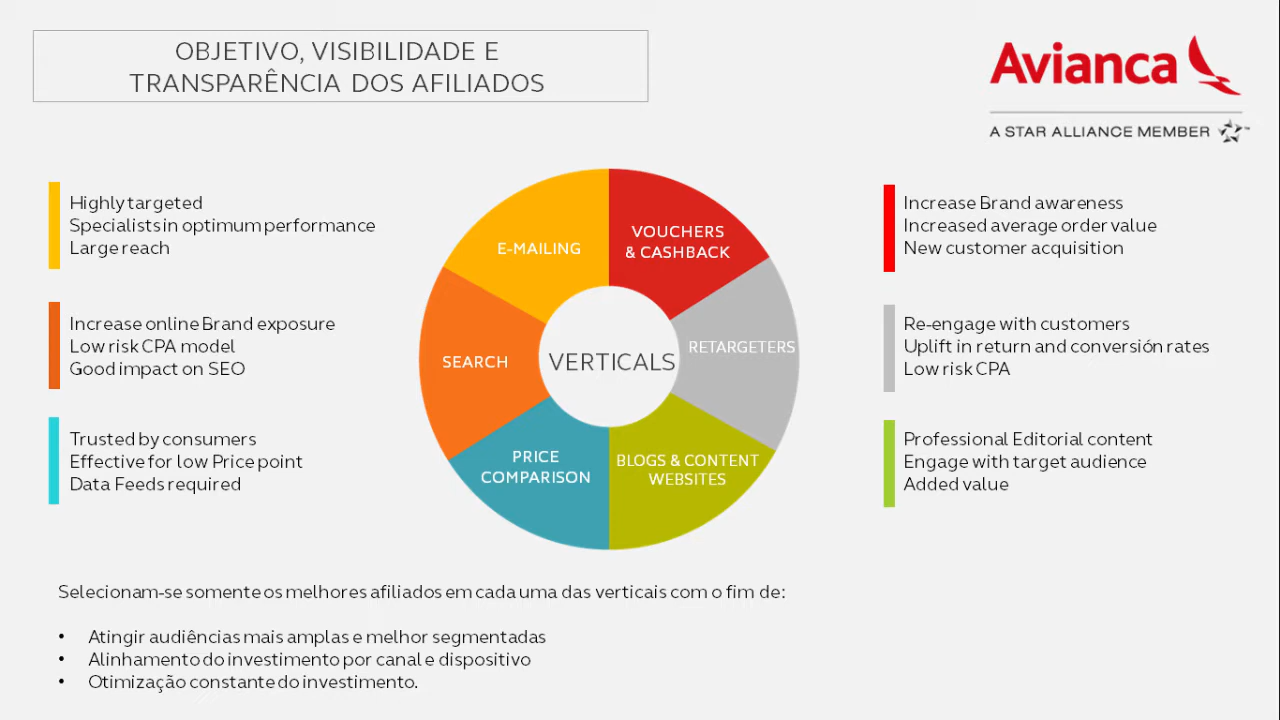 OBJETIVO, VISIBILIDADE E
TRANSPARÊNCIA DOS AFILIADOS
Avianca
A STAR ALLIANCE MEMBER
Highly targeted
Specialists in optimum performance
Large reach
Increase online Brand exposure
Low risk CPA model
Good impact on SEO
Trusted by consumers
Effective for low Price point
Data Feeds required
E-MAILING
VOUCHERS
& CASHBACK
SEARCH
VERTICALS
RETARGETERS
PRICE
COMPARISON
BLOGS & CONTENT
WEBSITES
Increase Brand awareness
Increased average order value
New customer acquisition
Re-engage with customers
Uplift in return and conversión rates
Low risk CPA
Professional Editorial content
Engage with target audience
Added value
Selecionam-se somente os melhores afiliados em cada uma das verticais com o fim de:
• Atingir audiências mais amplas e melhor segmentadas
• Alinhamento do investimento por canal e dispositivo
• Otimização constante do investimento.